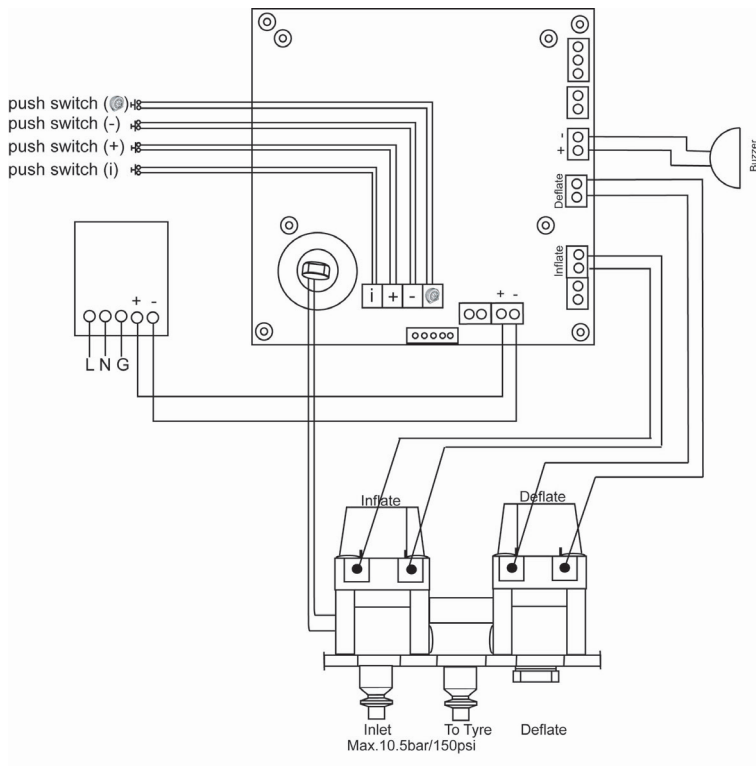 push switch ( )
push switch (-)
push switch (+)
push switch (i)
-
+
Buzzer
Deflate
Inflate
i + -
+ -
+ -
L N G
Inflate
Deflate
Inlet
To Tyre
Deflate
Max.10.5bar/150psi